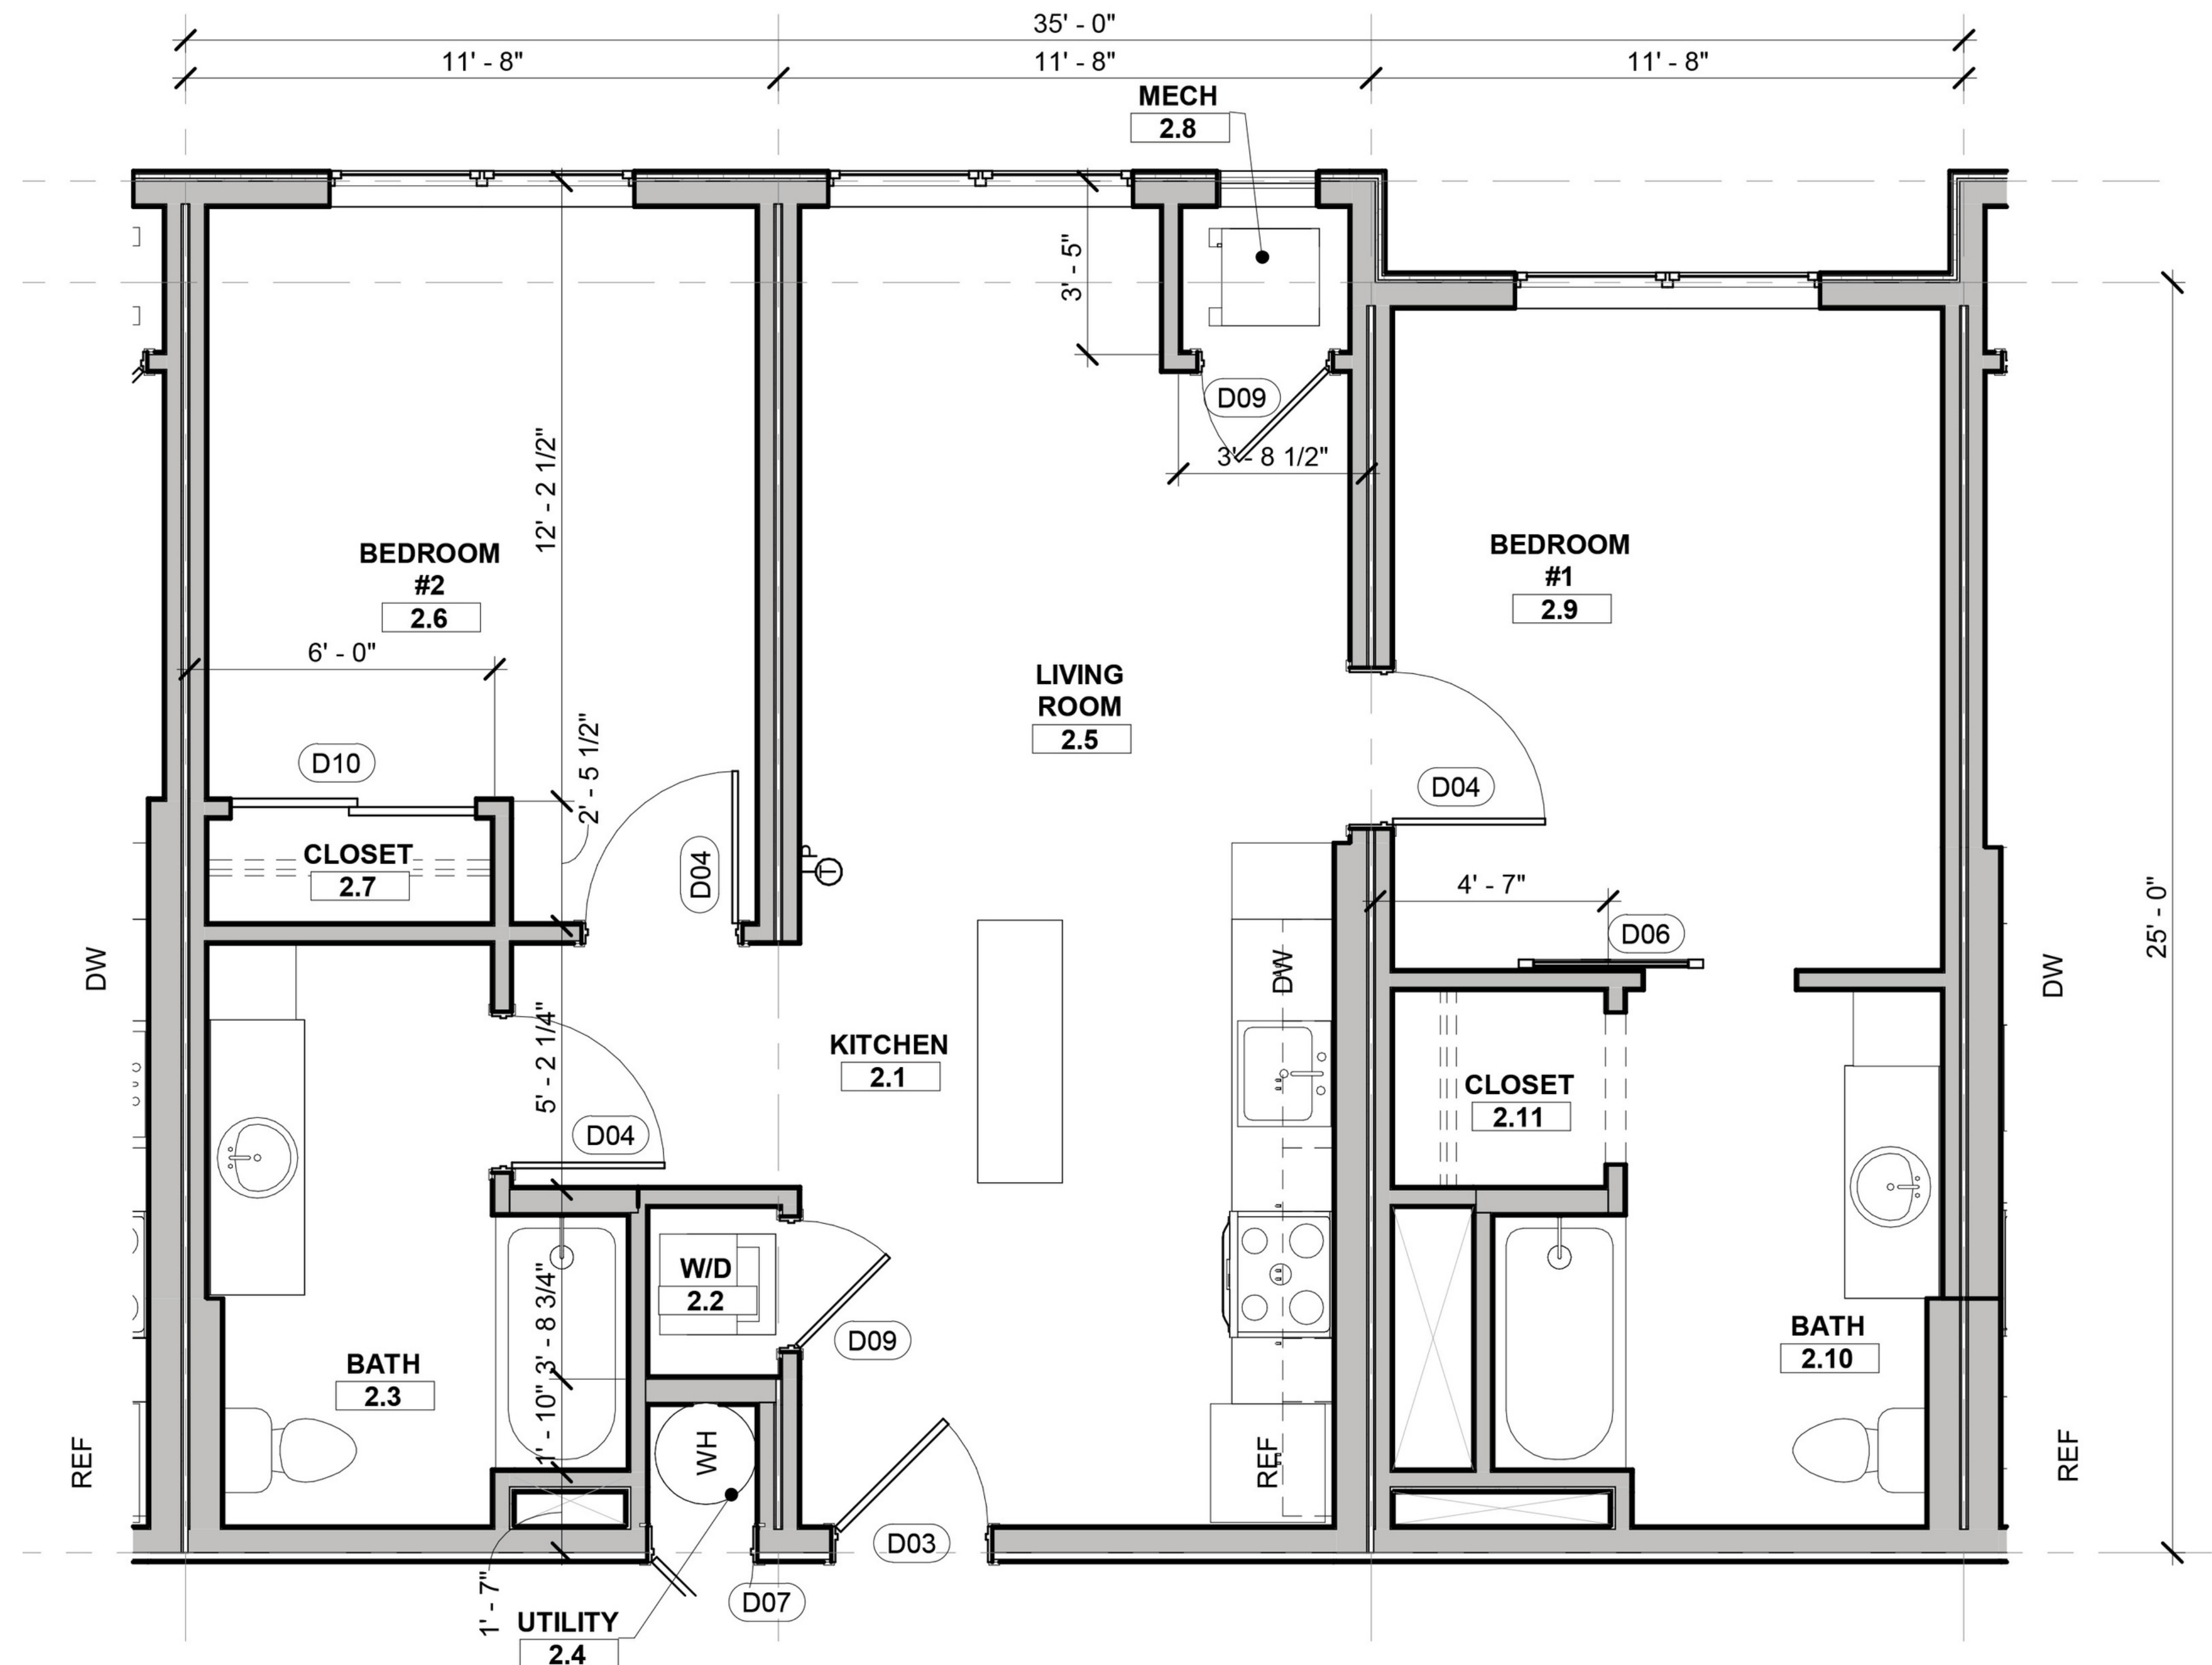 35' - 0"
11' - 8"
11' - 8"
11' - 8"
MECH
2.8
3' - 5"
D09
3' - 8 1/2"
12' - 2 1/2"
BEDROOM
#2
2.6
BEDROOM
#1
2.9
6' - 0"
LIVING
ROOM
2.5
D10
2' - 5 1/2"
D04
D04
CLOSET
2.7
T
P
4' - 7"
D06
25' - 0"
DW
DW
DW
5' - 2 1/4"
KITCHEN
2.1
CLOSET
2.11
D04
W/D
2.2
3' - 8 3/4"
D09
BATH
2.3
BATH
2.10
1' - 10"
WH
REF
REF
REF
D03
1' - 7"
D07
UTILITY
2.4